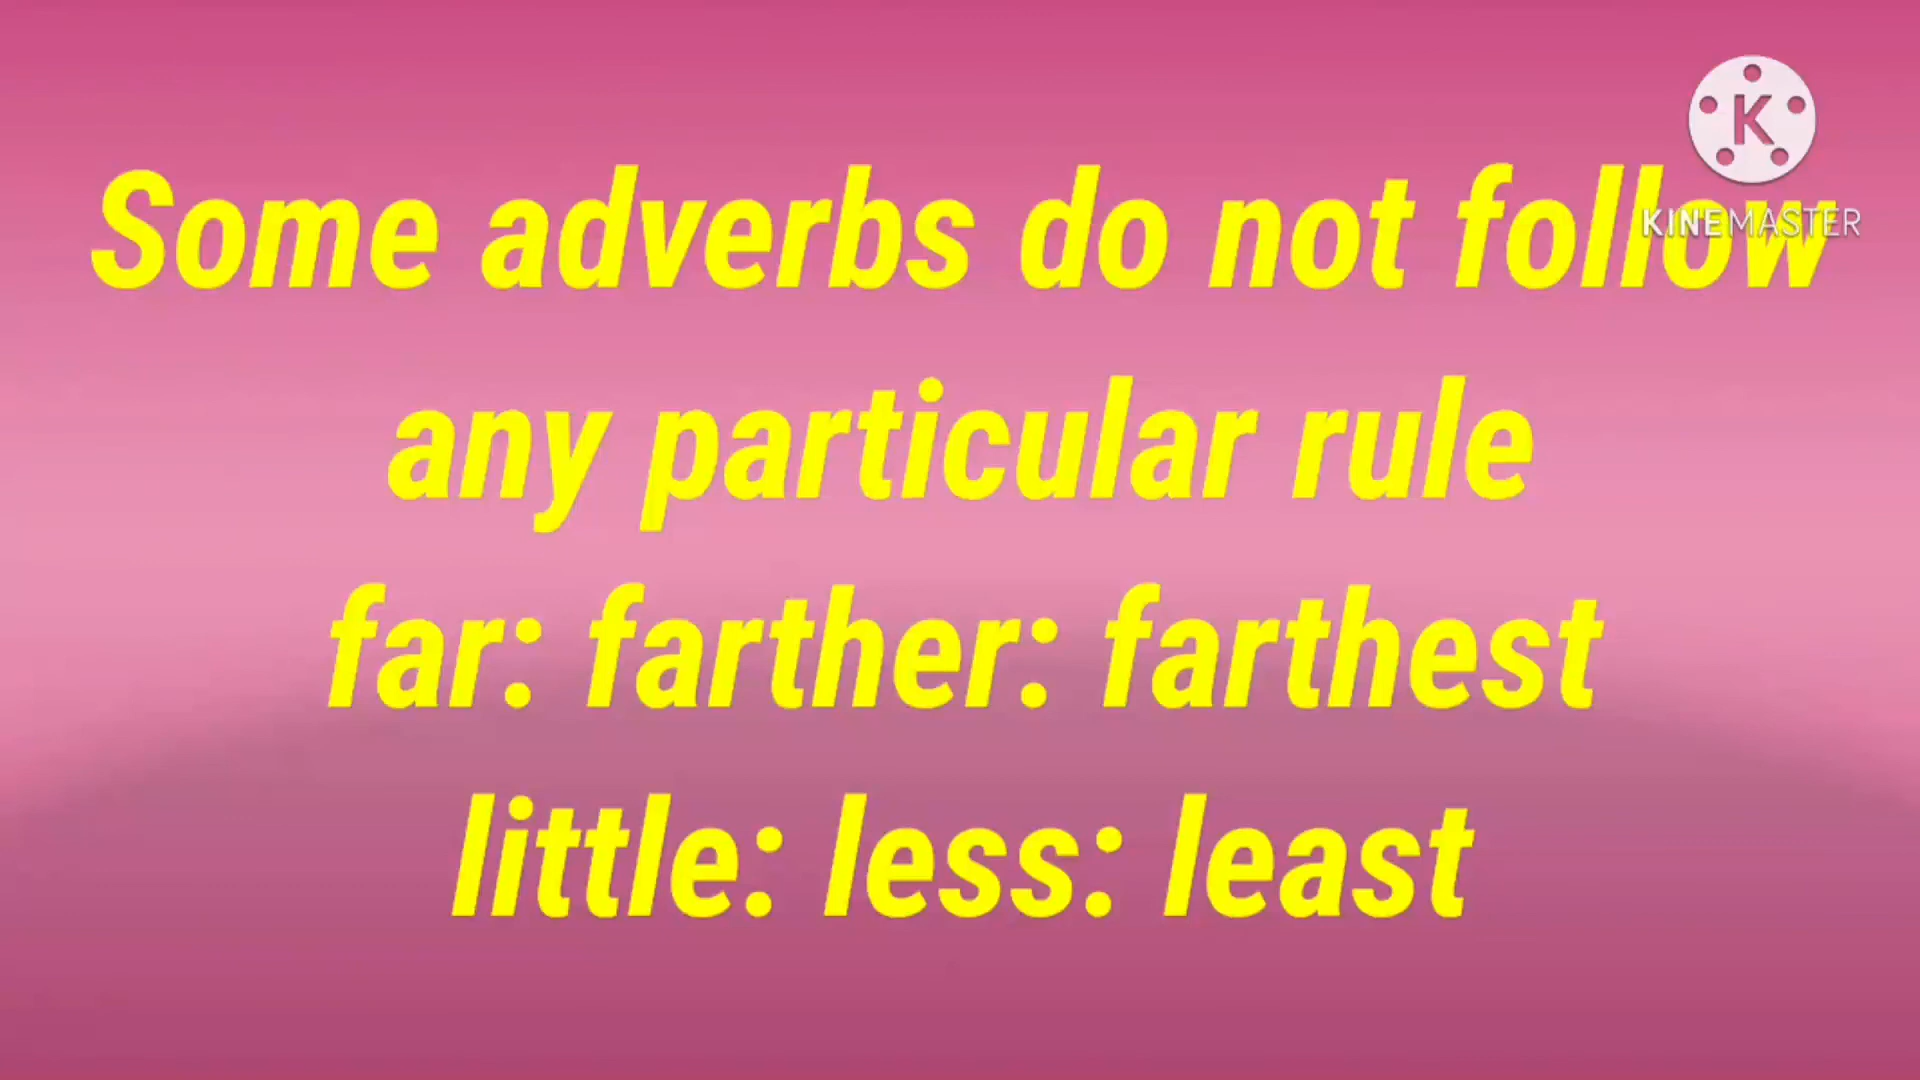 K
KINEMASTER
Some adverbs do not follow
any particular rule
far: farther: farthest
little: less: least